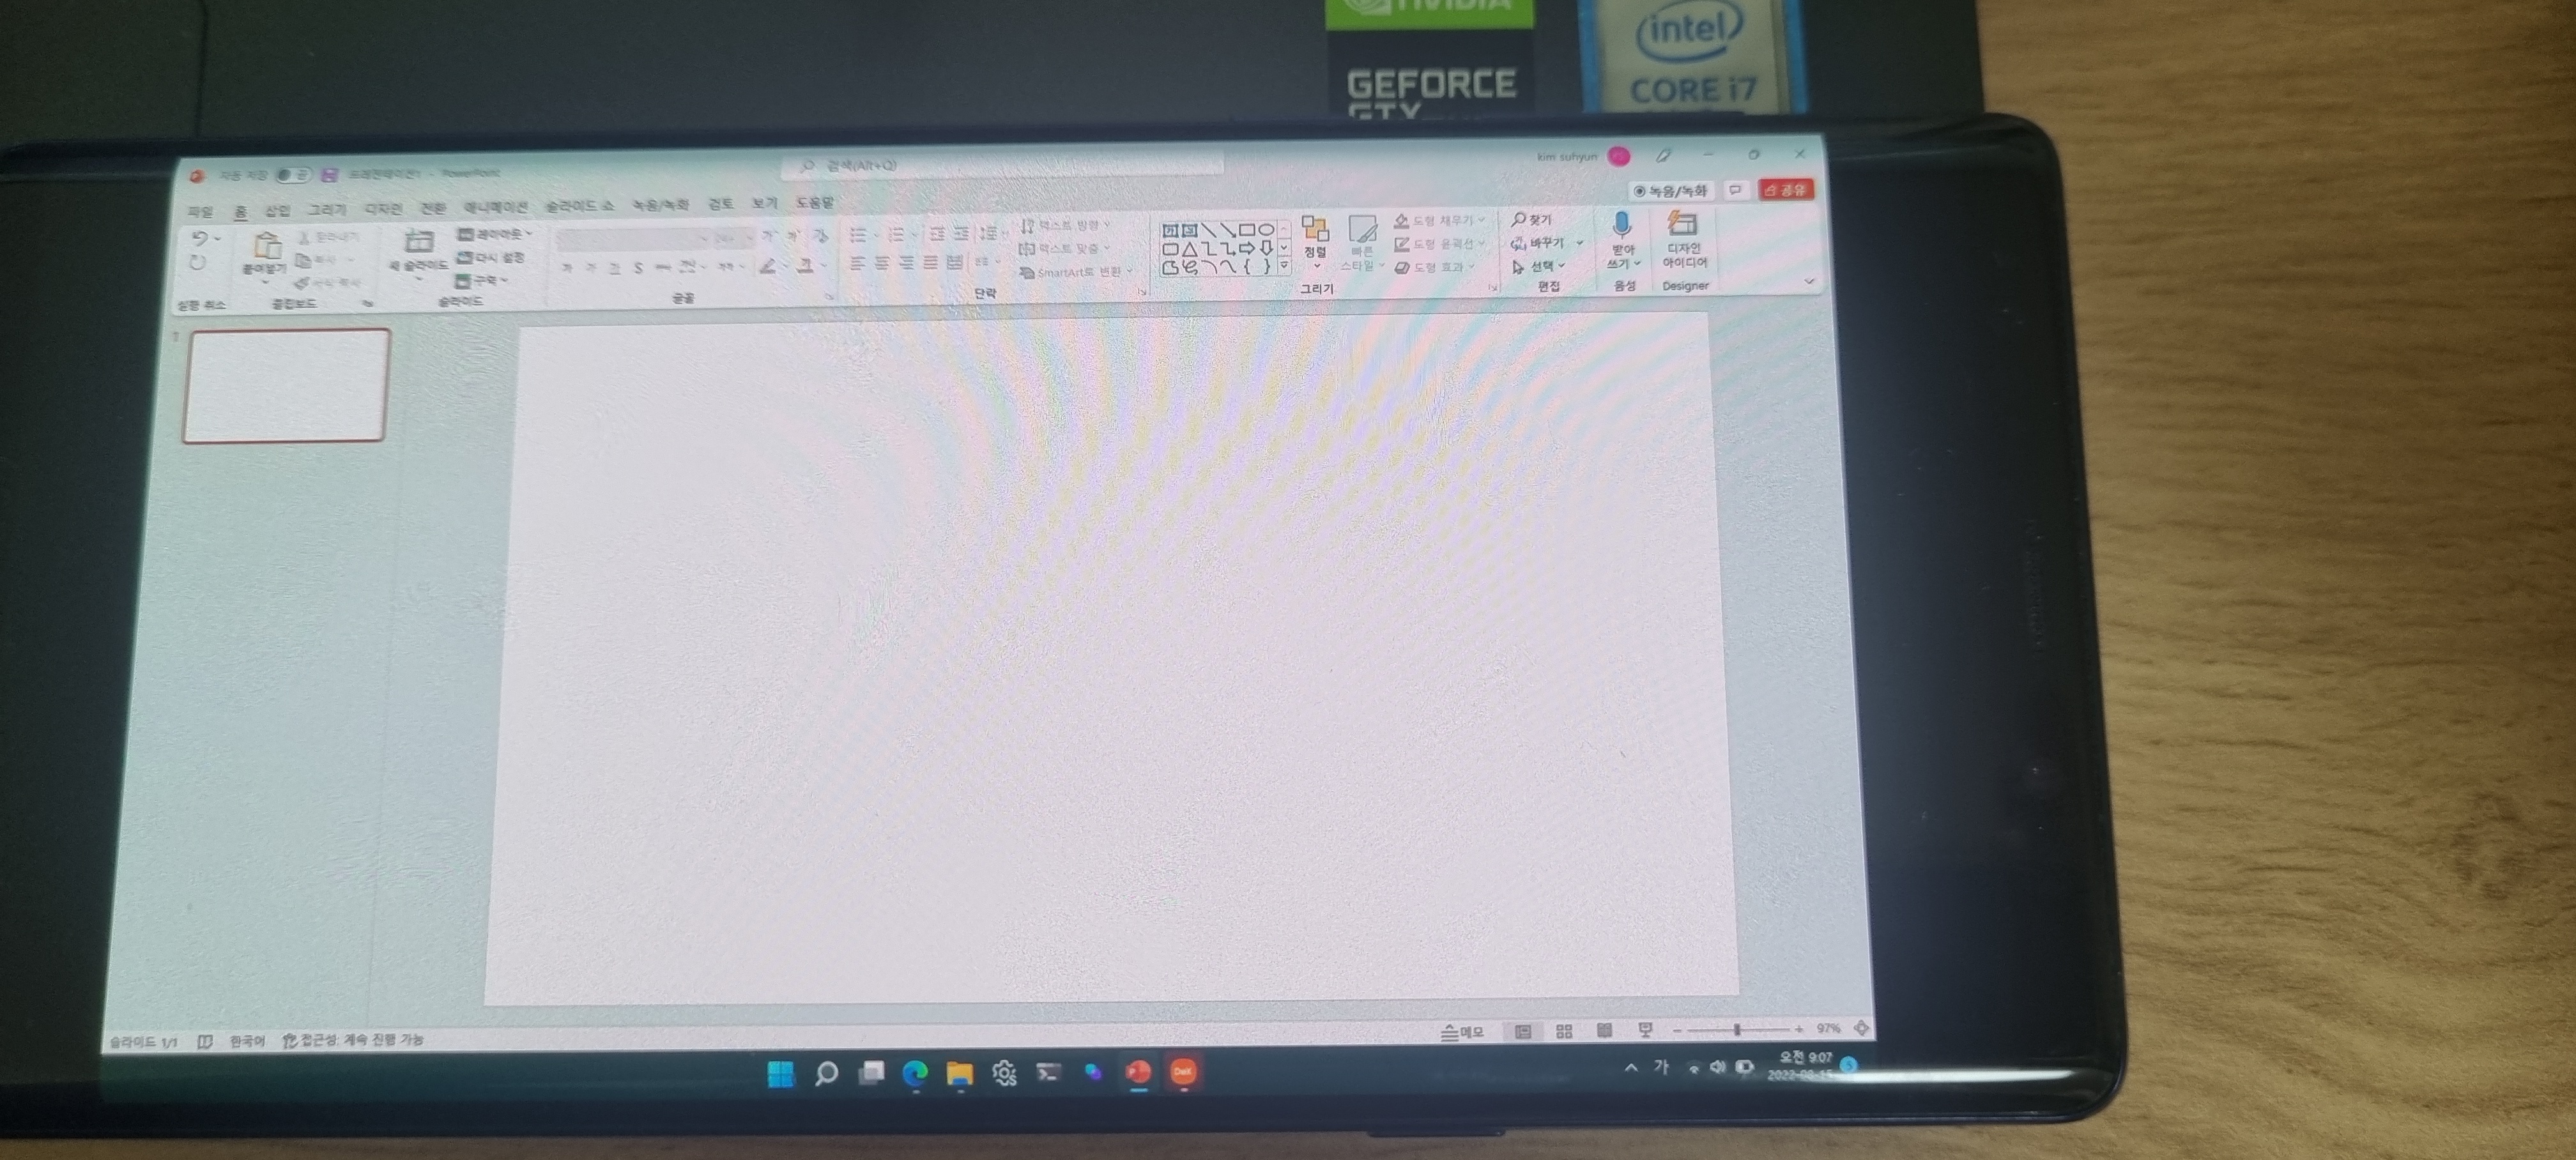 NVIDIA
GEFORCE
GTX
intel
CORE i7
자동 저장 끔 프레젠테이션1 - PowerPoint
검색(Alt+Q)
kim suhyun
파일 홈 삽입 그리기 디자인 전환 애니메이션 슬라이드 쇼 녹음/녹화 검토 보기 도움말
녹음/녹화 공유
붙여넣기
잘라내기
복사
서식 복사
새 슬라이드
레이아웃
다시 설정
구역
텍스트 방향
텍스트 맞춤
SmartArt로 변환
정렬
빠른
스타일
도형 채우기
도형 윤곽선
도형 효과
찾기
바꾸기
선택
받아
쓰기
디자인
아이디어
실행 취소 클립보드 슬라이드 글꼴 단락 그리기 편집 음성 Designer
1
슬라이드 1/1 한국어 접근성: 계속 진행 가능 메모 97%
DeX
가
오전 9:07
2022-08-15